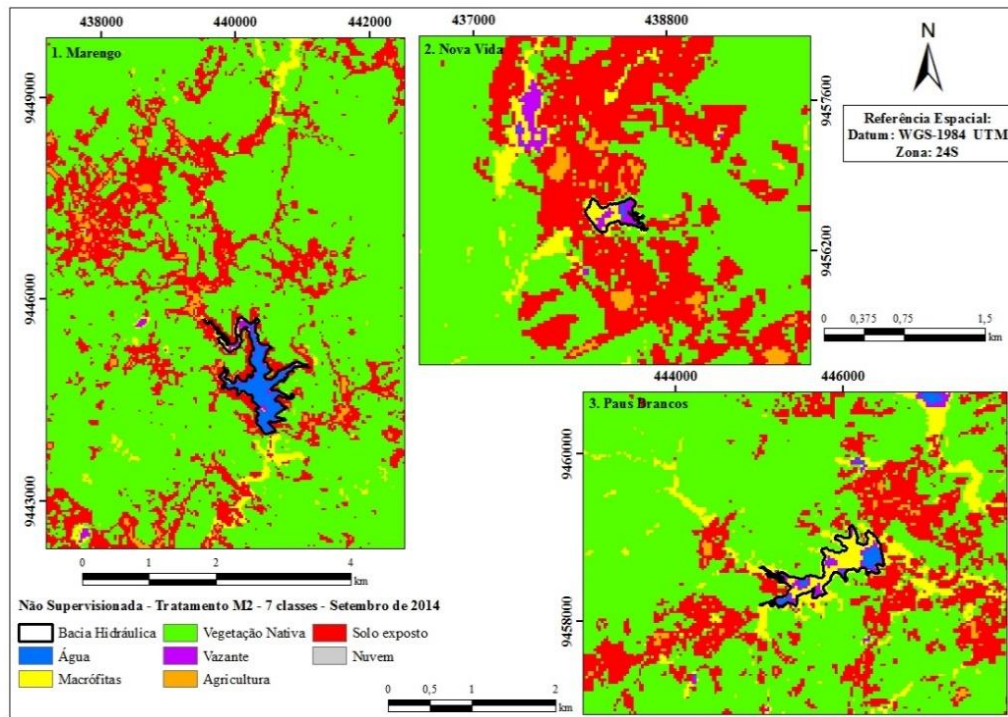 438000 440000 442000
1. Marengo
9449000
9446000
9443000
0 1 2 4
km
437000 438800
2. Nova Vida
9457600
9456200
N
Referência Espacial:
Datum: WGS-1984 UTM
Zona: 24S
0 0,375 0,75 1,5
km
444000 446000
3. Paus Brancos
9460000
9458000
Não Supervisionada - Tratamento M2 - 7 classes - Setembro de 2014
Bacia Hidráulica Vegetação Nativa Solo exposto
Água Vazante Nuvem
Macrófitas Agricultura
0 0,5 1 2
km